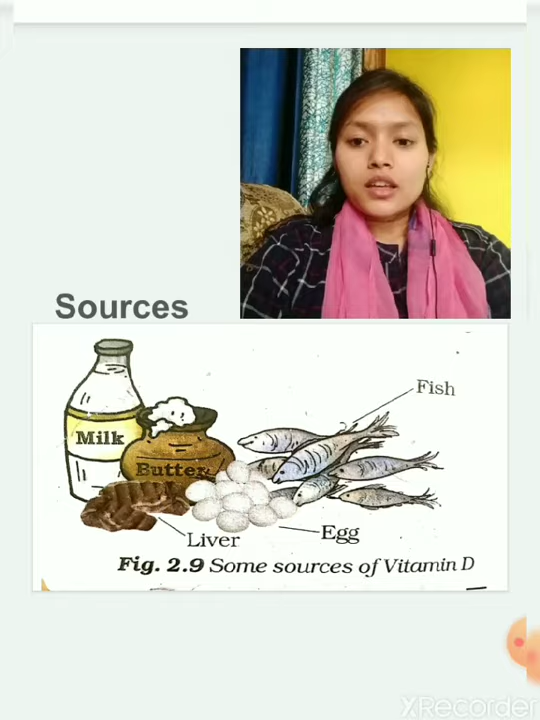 Sources
Fish
Milk
Butter
Liver
Egg
Fig. 2.9 Some sources of Vitamin D
XRecorder